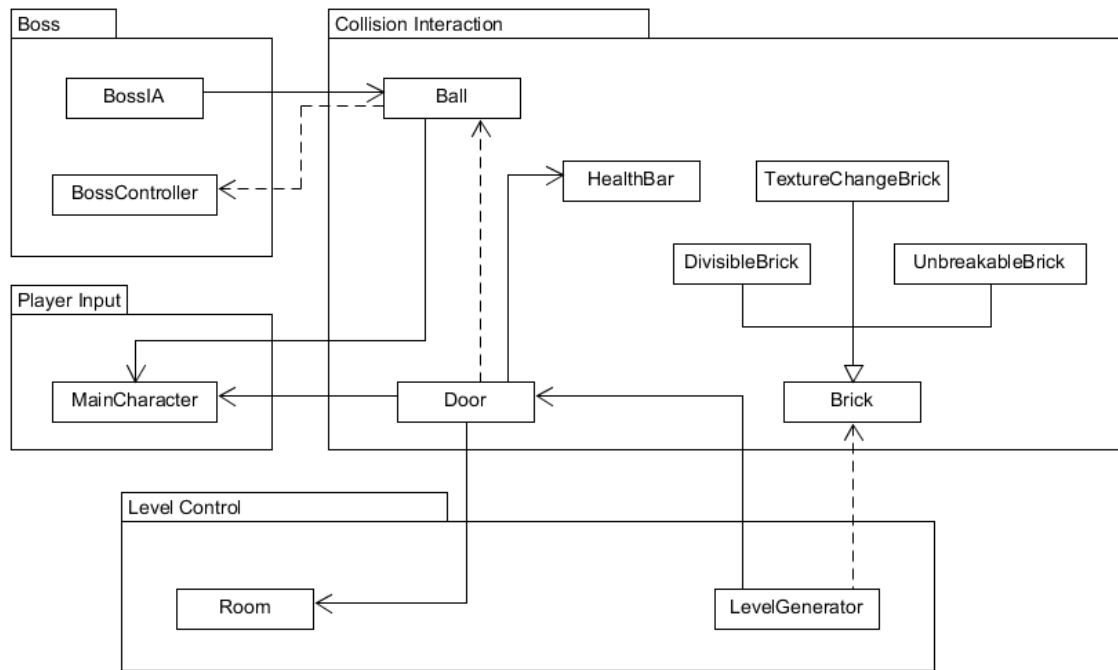 Boss
Collision Interaction
BossIA
Ball
BossController
HealthBar
TextureChangeBrick
DivisibleBrick
UnbreakableBrick
Player Input
MainCharacter
Door
Brick
Level Control
Room
LevelGenerator